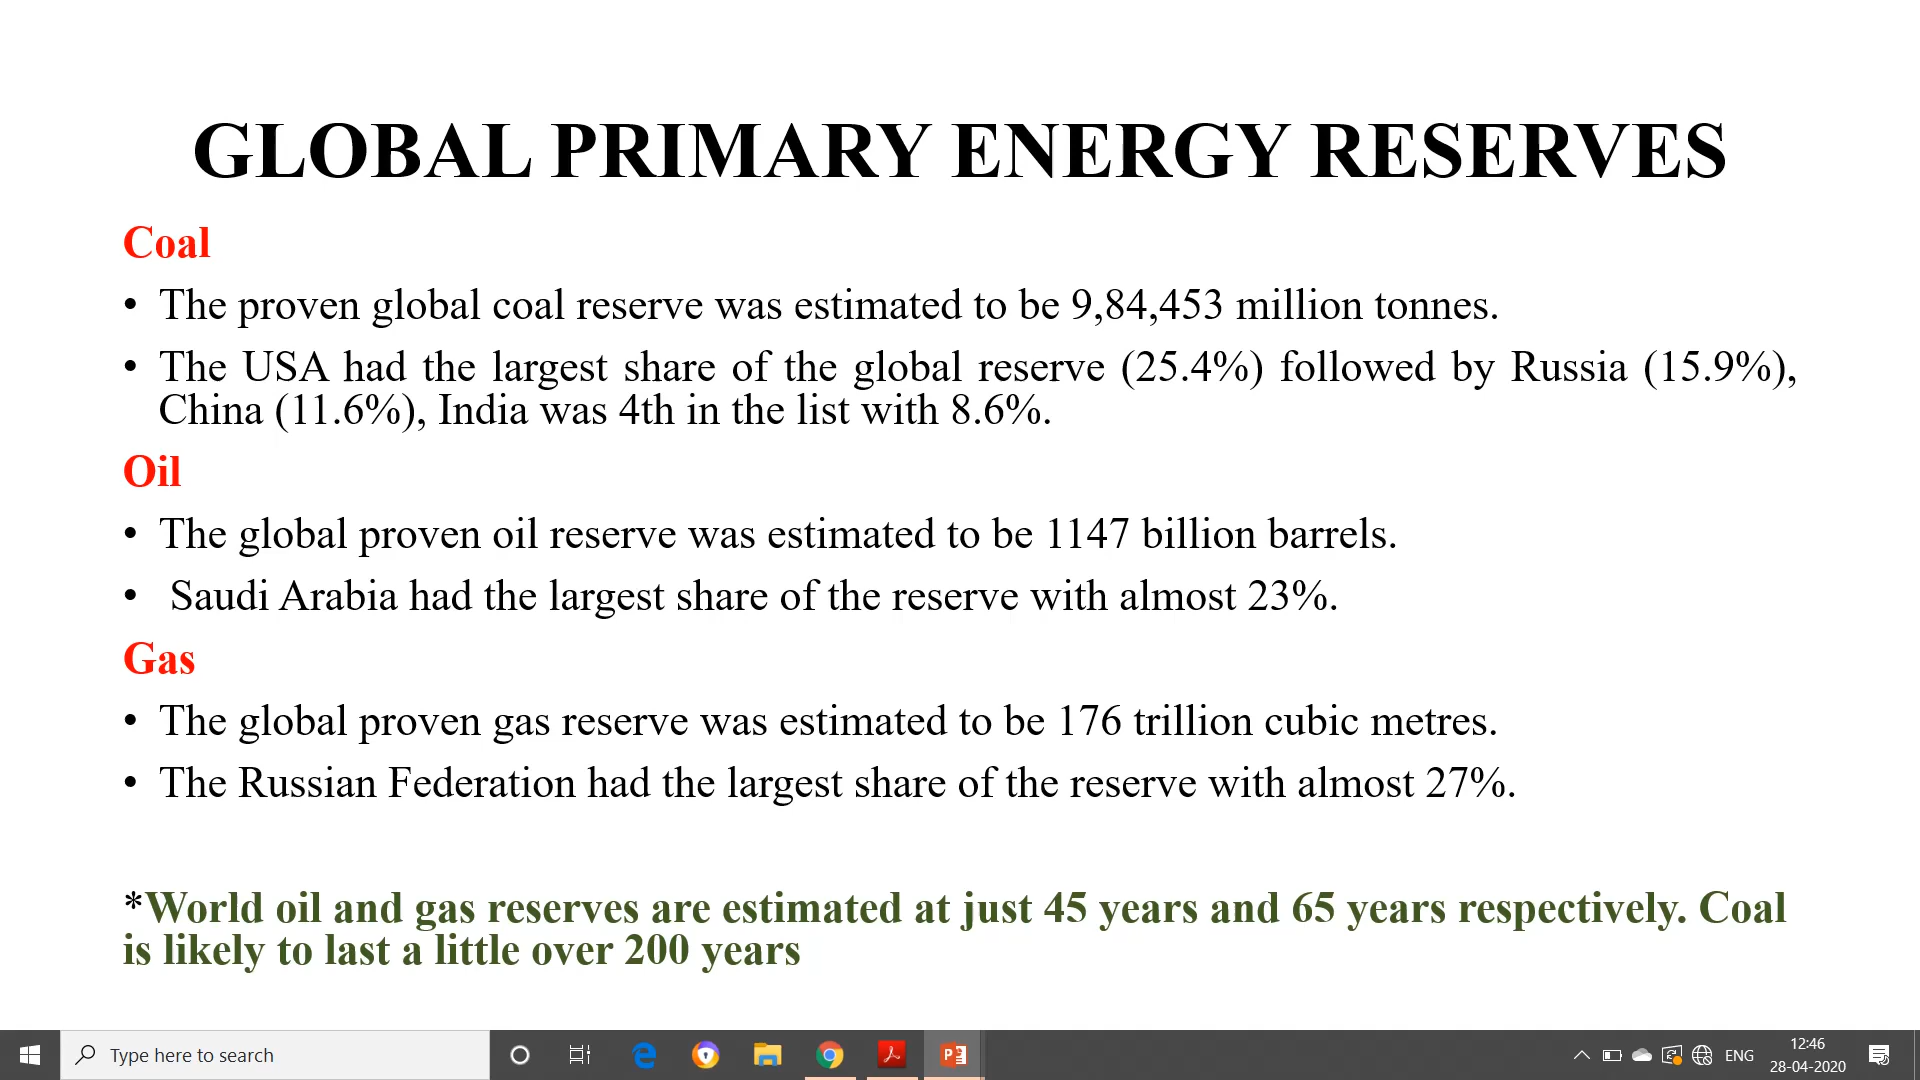 GLOBAL PRIMARY ENERGY RESERVES
Coal
• The proven global coal reserve was estimated to be 9,84,453 million tonnes.
• The USA had the largest share of the global reserve (25.4%) followed by Russia (15.9%),
China (11.6%), India was 4th in the list with 8.6%.
Oil
• The global proven oil reserve was estimated to be 1147 billion barrels.
• Saudi Arabia had the largest share of the reserve with almost 23%.
Gas
• The global proven gas reserve was estimated to be 176 trillion cubic metres.
• The Russian Federation had the largest share of the reserve with almost 27%.
*World oil and gas reserves are estimated at just 45 years and 65 years respectively. Coal
is likely to last a little over 200 years
Type here to search
ENG
12:46
28-04-2020